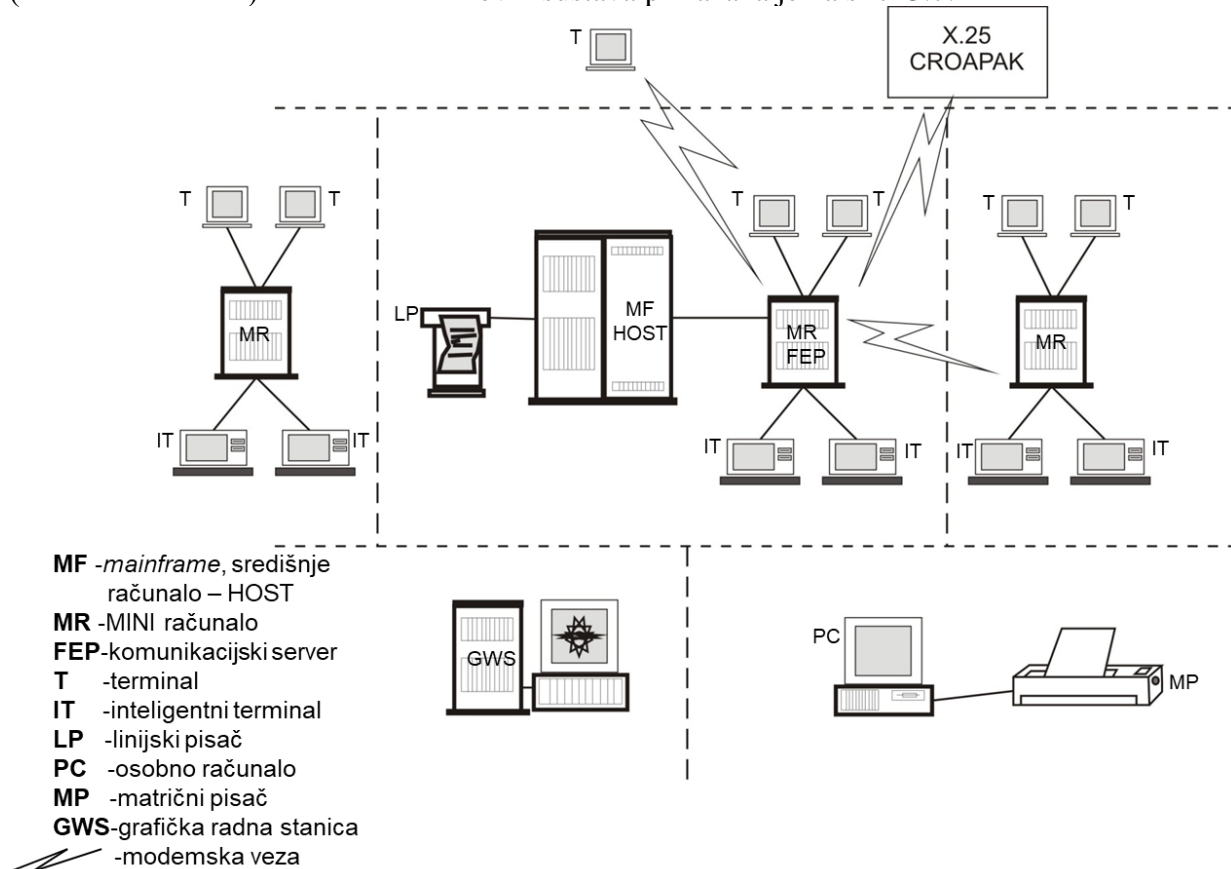 T
X.25
CROAPAK
T T
T T
T T
LP
MF
HOST
MR
MR
FEP
MR
IT IT
IT IT
IT IT
MF -mainframe, središnje
računalo – HOST
MR -MINI računalo
FEP-komunikacijski server
T -terminal
IT -inteligentni terminal
LP -linijski pisač
PC -osobno računalo
MP -matrični pisač
GWS-grafička radna stanica
-modemska veza
GWS
PC
MP